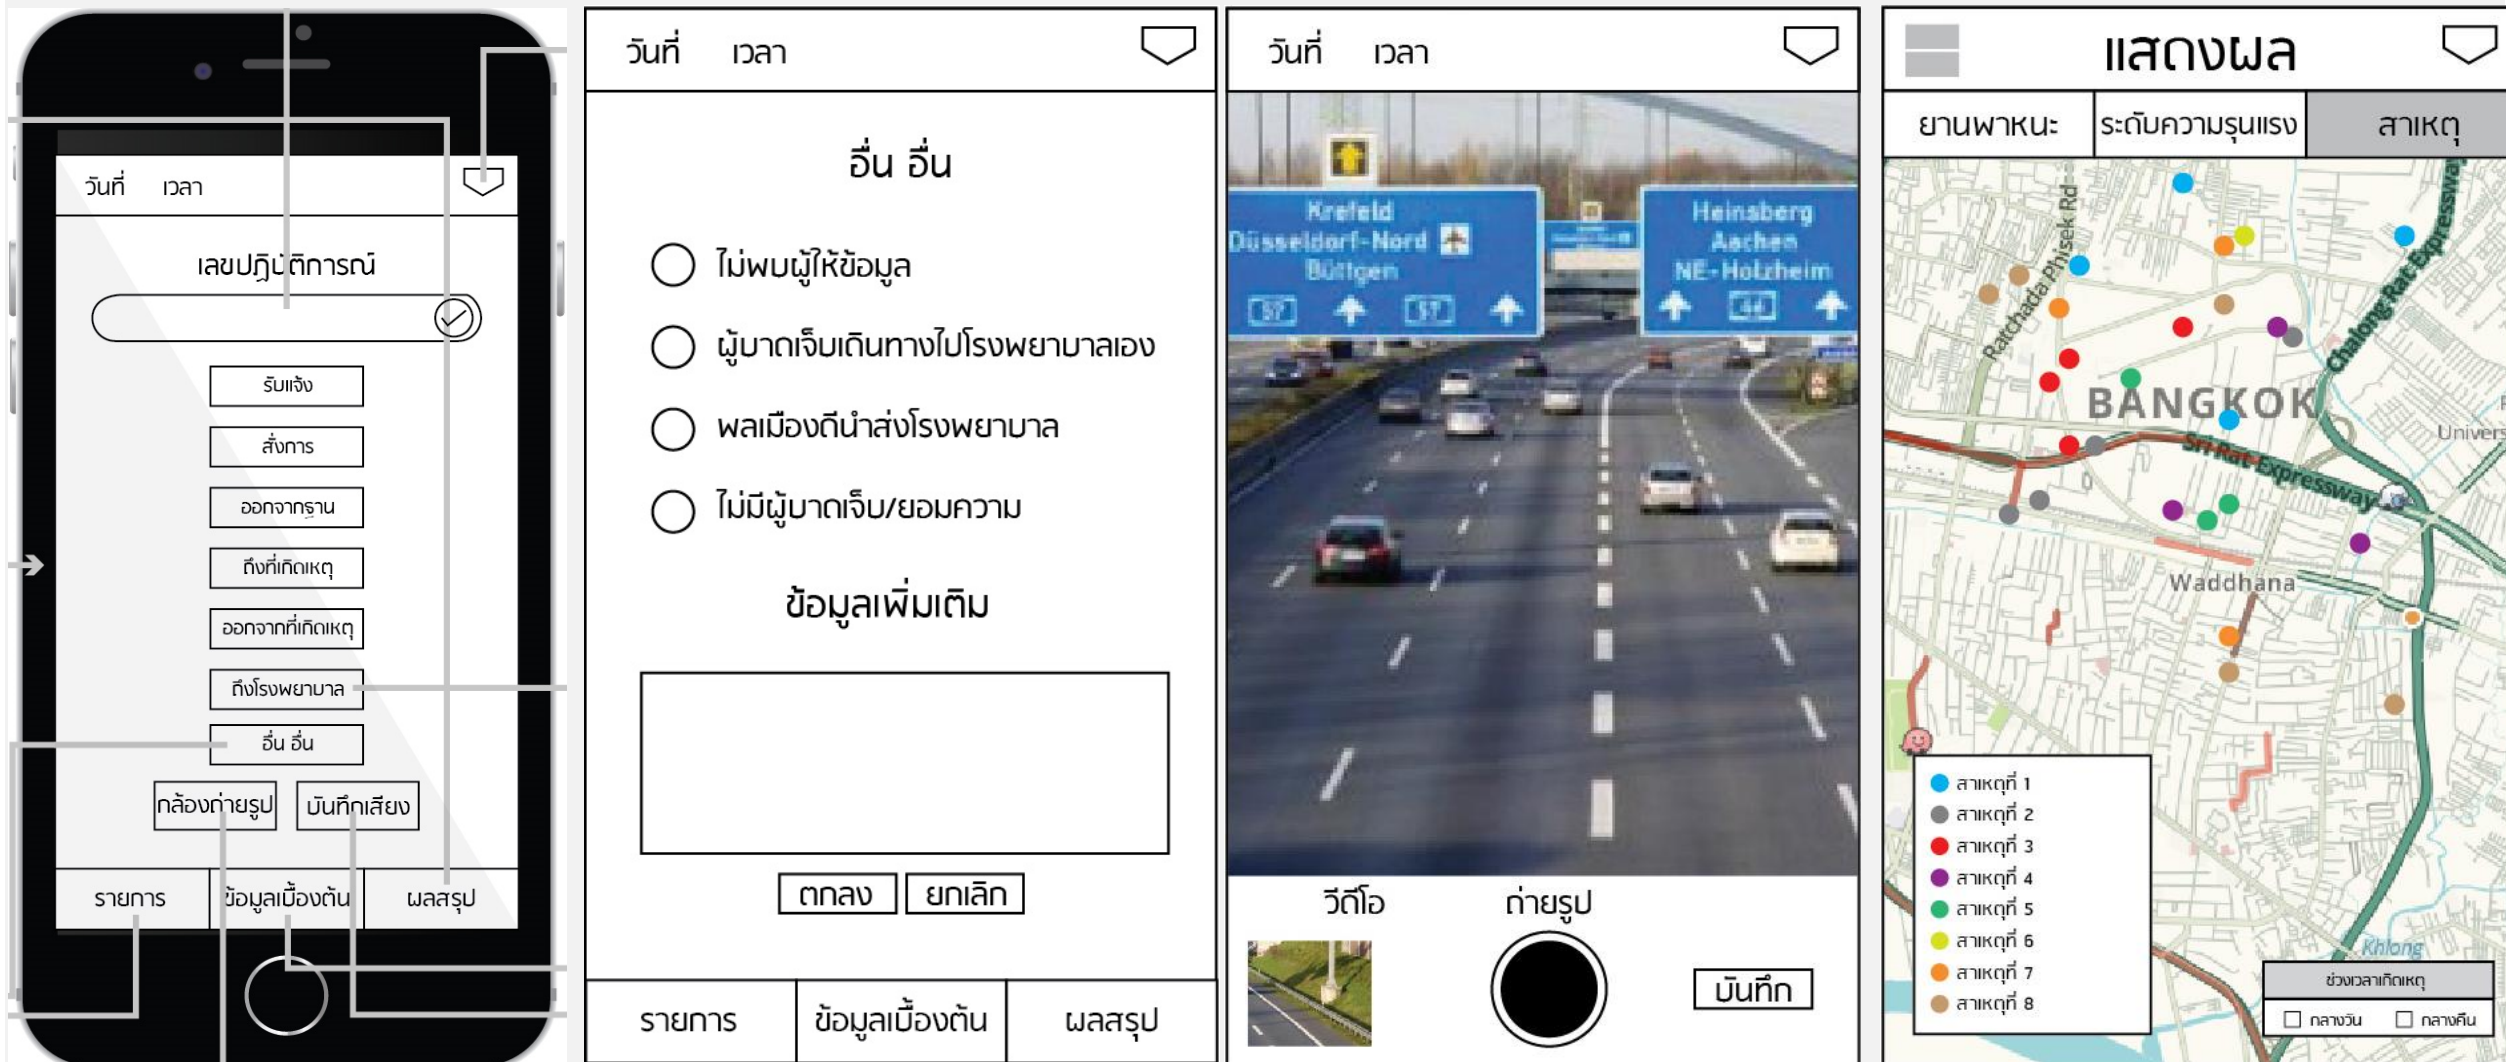 วันที่ เวลา
เลขปฏิบัติการณ์
รับแจ้ง
สั่งการ
ออกจากฐาน
ถึงที่เกิดเหตุ
ออกจากที่เกิดเหตุ
ถึงโรงพยาบาล
อื่น อื่น
กล้องถ่ายรูป บันทึกเสียง
รายการ ข้อมูลเบื้องต้น ผลสรุป
วันที่ เวลา
อื่น อื่น
ไม่พบผู้ให้ข้อมูล
ผู้บาดเจ็บเดินทางไปโรงพยาบาลเอง
พลเมืองดีนำส่งโรงพยาบาล
ไม่มีผู้บาดเจ็บ/ยอมความ
ข้อมูลเพิ่มเติม
ตกลง ยกเลิก
รายการ ข้อมูลเบื้องต้น ผลสรุป
วันที่ เวลา
Krefeld
Düsseldorf-Nord
Büttgen
57 57
Heinsberg
Aachen
NE-Holzheim
46
วีดีโอ ถ่ายรูป
บันทึก
แสดงผล
ยานพาหนะ ระดับความรุนแรง สาเหตุ
Ratchada Phisek Rd
Chalong Rat Expressway
BANGKOK
Univers
Sri Rat Expressway
Waddhana
Khlong
สาเหตุที่ 1
สาเหตุที่ 2
สาเหตุที่ 3
สาเหตุที่ 4
สาเหตุที่ 5
สาเหตุที่ 6
สาเหตุที่ 7
สาเหตุที่ 8
ช่วงเวลาเกิดเหตุ
กลางวัน กลางคืน